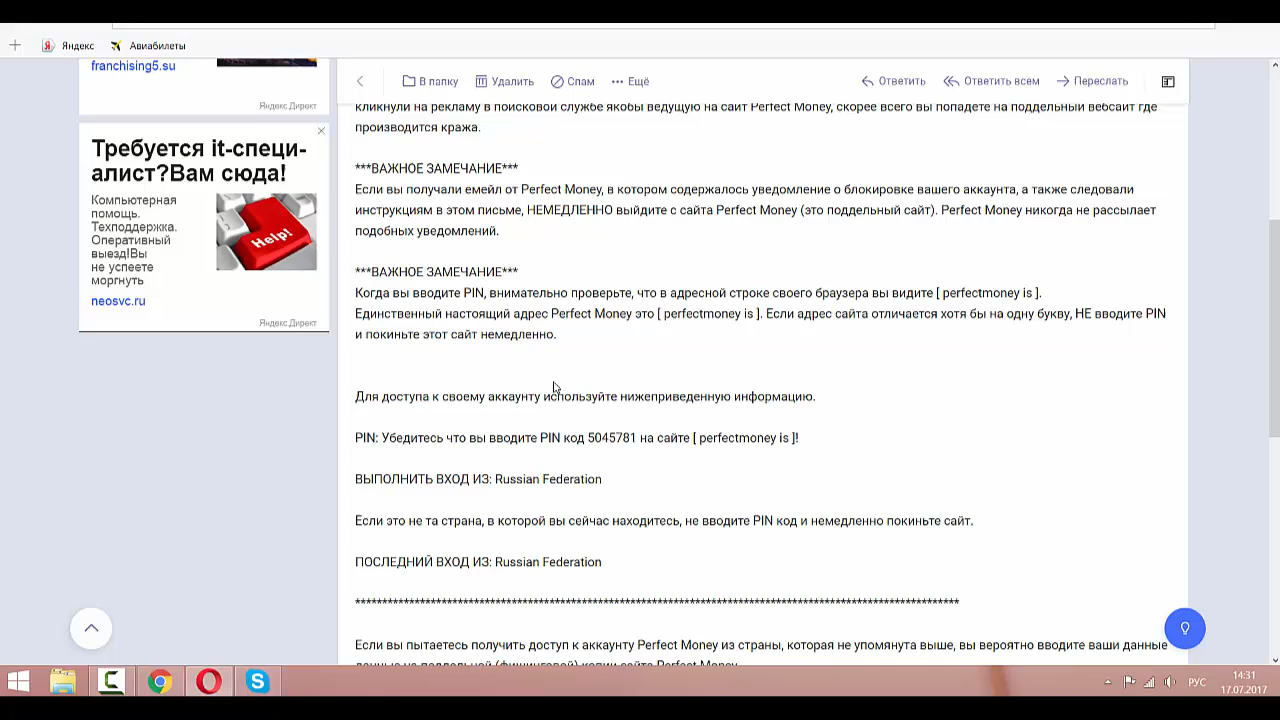 Яндекс Авиабилеты
franchising5.su
Яндекс.Директ
Требуется it-специ-
алист?Вам сюда!
Компьютерная
помощь.
Техподдержка.
Оперативный
выезд!Вы
не успеете
моргнуть
Help!
neosvc.ru
Яндекс.Директ
В папку Удалить Спам Ещё Ответить Ответить всем Переслать
кликнули на рекламу в поисковой службе якобы ведущую на сайт Perfect Money, скорее всего вы попадете на поддельный вебсайт где
производится кража.
***ВАЖНОЕ ЗАМЕЧАНИЕ***
Если вы получали емейл от Perfect Money, в котором содержалось уведомление о блокировке вашего аккаунта, а также следовали
инструкциям в этом письме, НЕМЕДЛЕННО выйдите с сайта Perfect Money (это поддельный сайт). Perfect Money никогда не рассылает
подобных уведомлений.
***ВАЖНОЕ ЗАМЕЧАНИЕ***
Когда вы вводите PIN, внимательно проверьте, что в адресной строке своего браузера вы видите [ perfectmoney is ].
Единственный настоящий адрес Perfect Money это [ perfectmoney is ]. Если адрес сайта отличается хотя бы на одну букву, НЕ вводите PIN
и покиньте этот сайт немедленно.
Для доступа к своему аккаунту используйте нижеприведенную информацию.
PIN: Убедитесь что вы вводите PIN код 5045781 на сайте [ perfectmoney is ]!
ВЫПОЛНИТЬ ВХОД ИЗ: Russian Federation
Если это не та страна, в которой вы сейчас находитесь, не вводите PIN код и немедленно покиньте сайт.
ПОСЛЕДНИЙ ВХОД ИЗ: Russian Federation
***************************************************************************************************************
Если вы пытаетесь получить доступ к аккаунту Perfect Money из страны, которая не упомянута выше, вы вероятно вводите ваши данные
данные на поддельной (фишинговой) копии сайта Perfect Money.
РУС
14:31
17.07.2017